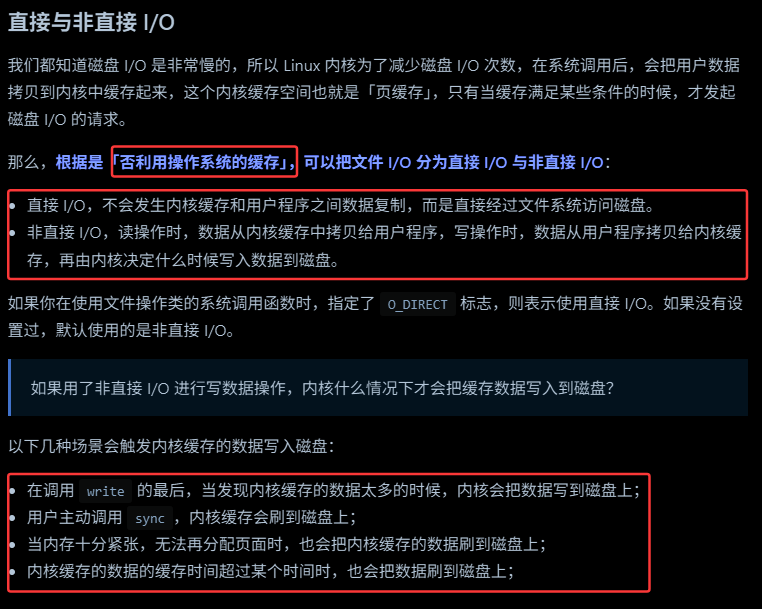 直接与非直接 I/O
我们都知道磁盘 I/O 是非常慢的，所以 Linux 内核为了减少磁盘 I/O 次数，在系统调用后，会把用户数据
拷贝到内核中缓存起来，这个内核缓存空间也就是「页缓存」，只有当缓存满足某些条件的时候，才发起
磁盘 I/O 的请求。
那么，根据是「否利用操作系统的缓存」，可以把文件 I/O 分为直接 I/O 与非直接 I/O：
• 直接 I/O，不会发生内核缓存和用户程序之间数据复制，而是直接经过文件系统访问磁盘。
• 非直接 I/O，读操作时，数据从内核缓存中拷贝给用户程序，写操作时，数据从用户程序拷贝给内核缓
存，再由内核决定什么时候写入数据到磁盘。
如果你在使用文件操作类的系统调用函数时，指定了 O_DIRECT 标志，则表示使用直接 I/O。如果没有设
置过，默认使用的是非直接 I/O。
如果用了非直接 I/O 进行写数据操作，内核什么情况下才会把缓存数据写入到磁盘？
以下几种场景会触发内核缓存的数据写入磁盘：
• 在调用 write 的最后，当发现内核缓存的数据太多的时候，内核会把数据写到磁盘上；
• 用户主动调用 sync，内核缓存会刷到磁盘上；
• 当内存十分紧张，无法再分配页面时，也会把内核缓存的数据刷到磁盘上；
• 内核缓存的数据的缓存时间超过某个时间时，也会把数据刷到磁盘上；